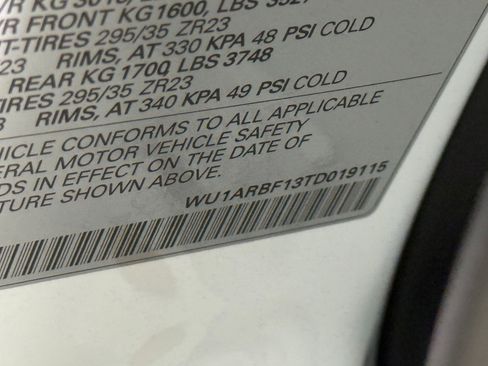 FRONT KG 1600, LBS
TIRES 295/35 ZR23
RIMS, AT 330 KPA 48 PSI COLD
REAR KG 1700, LBS 3748
TIRES 295/35 ZR23
RIMS, AT 340 KPA 49 PSI COLD
CONFORMS TO ALL APPLICABLE
MOTOR VEHICLE SAFETY
IN EFFECT ON THE DATE OF
SHOWN ABOVE.
WU1ARBF13TD019115